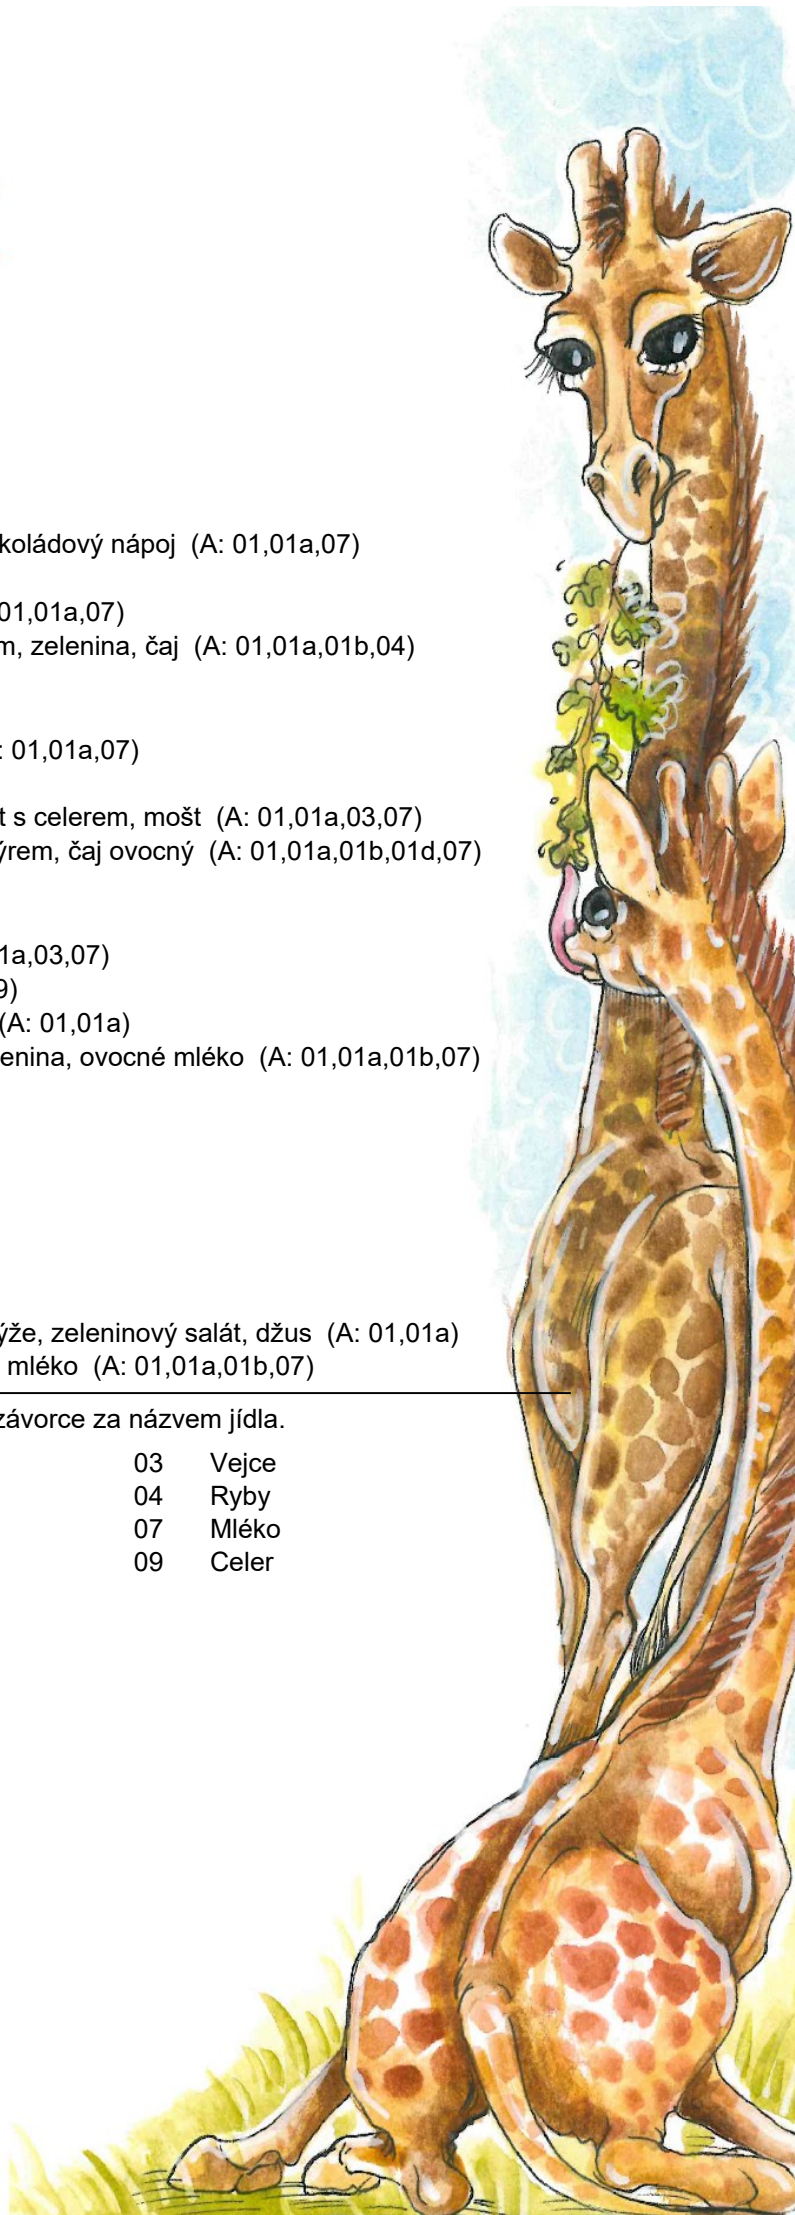 koládový nápoj (A: 01,01a,07)
01,01a,07)
m, zelenina, čaj (A: 01,01a,01b,04)
: 01,01a,07)
t s celerem, mošt (A: 01,01a,03,07)
ýrem, čaj ovocný (A: 01,01a,01b,01d,07)
1a,03,07)
9)
(A: 01,01a)
lenina, ovocné mléko (A: 01,01a,01b,07)
ýže, zeleninový salát, džus (A: 01,01a)
mléko (A: 01,01a,01b,07)
závorce za názvem jídla.
03 Vejce
04 Ryby
07 Mléko
09 Celer